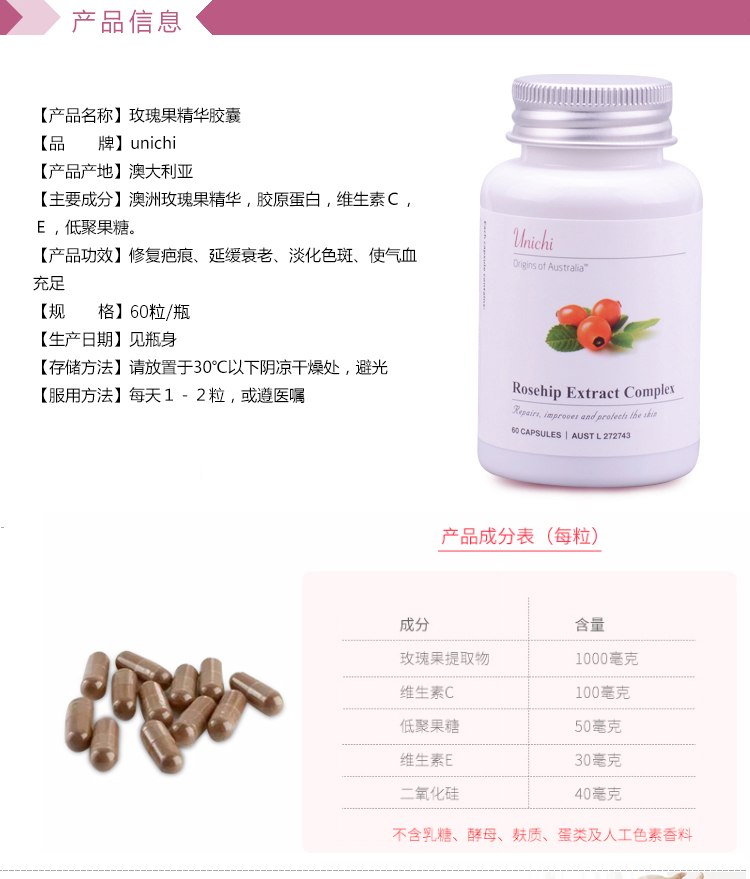 产品信息
【产品名称】玫瑰果精华胶囊
【品　　牌】unichi
【产品产地】澳大利亚
【主要成分】澳洲玫瑰果精华，胶原蛋白，维生素Ｃ，
Ｅ，低聚果糖。
【产品功效】修复疤痕、延缓衰老、淡化色斑、使气血
充足
【规　　格】60粒/瓶
【生产日期】见瓶身
【存储方法】请放置于30℃以下阴凉干燥处，避光
【服用方法】每天１-２粒，或遵医嘱
Unichi
Origins of Australia™
Rosehip Extract Complex
Repairs, improves and protects the skin
60 CAPSULES | AUST L 272743
产品成分表（每粒）
成分 含量
玫瑰果提取物 1000毫克
维生素C 100毫克
低聚果糖 50毫克
维生素E 30毫克
二氧化硅 40毫克
不含乳糖、酵母、麸质、蛋类及人工色素香料